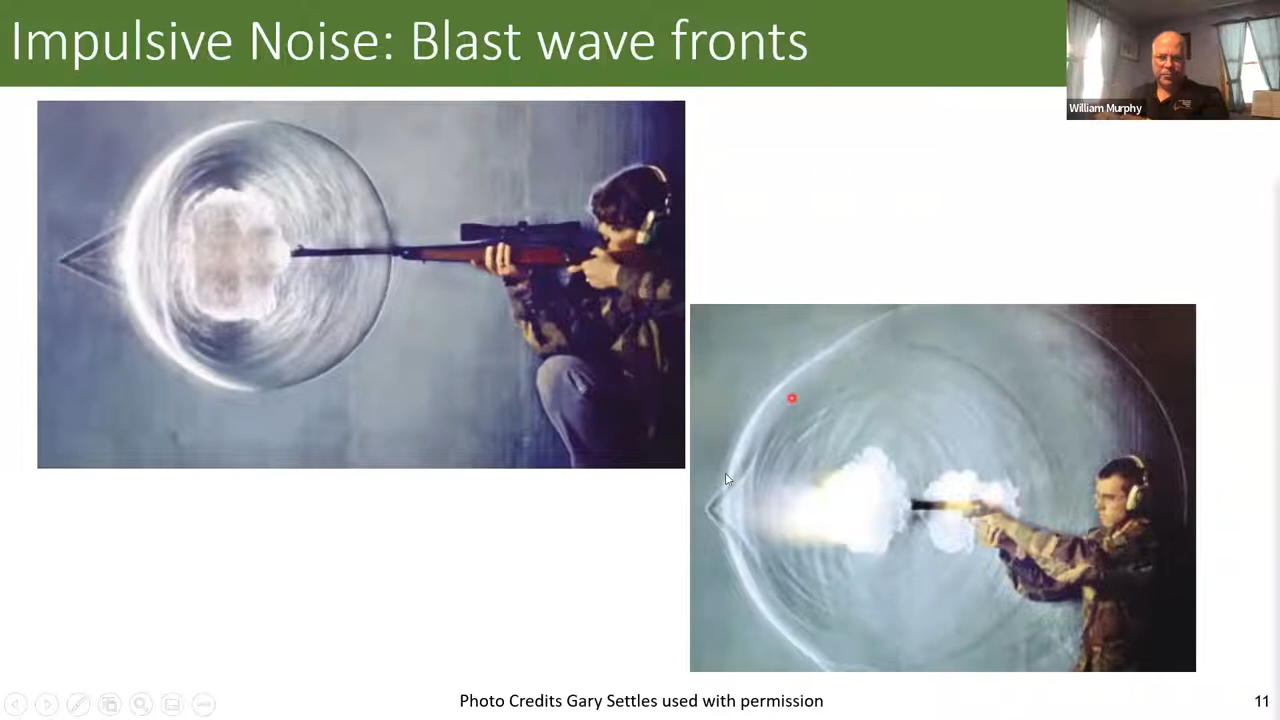 Impulsive Noise: Blast wave fronts
William Murphy
Photo Credits Gary Settles used with permission
11